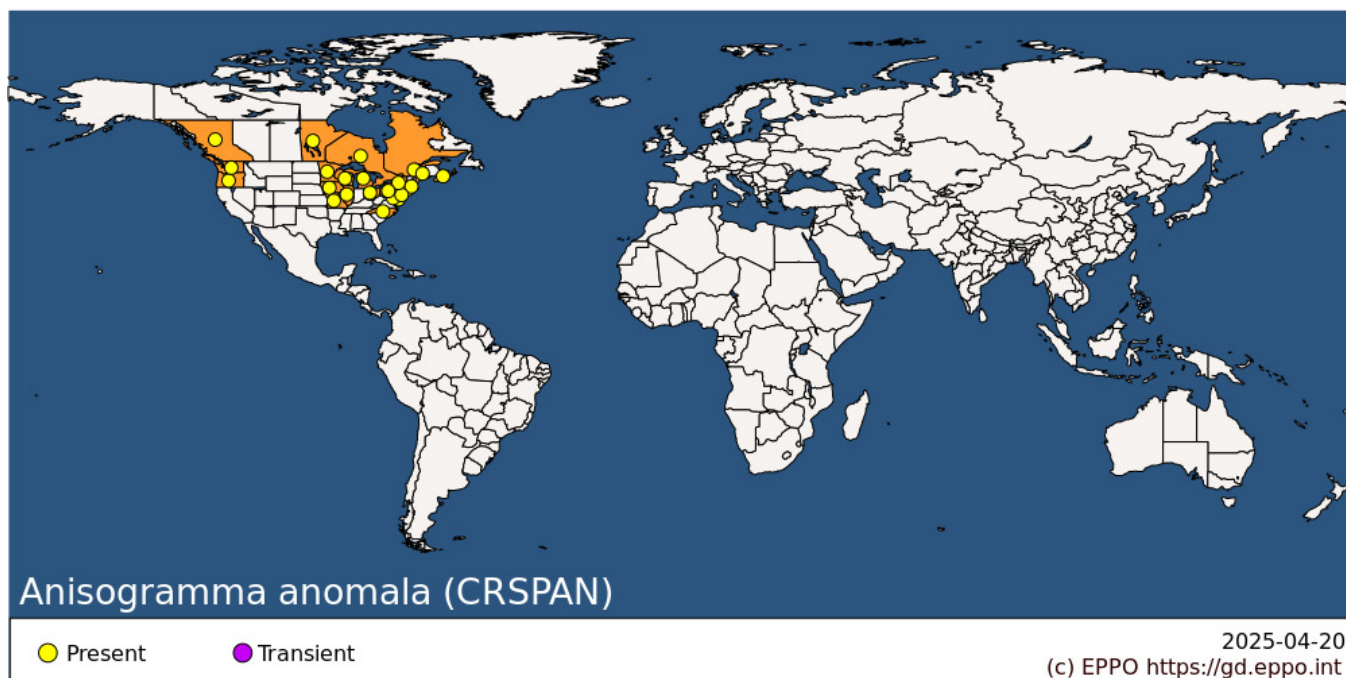 Anisogramma anomala (CRSPAN)
Present
Transient
2025-04-20
(c) EPPO https://gd.eppo.int